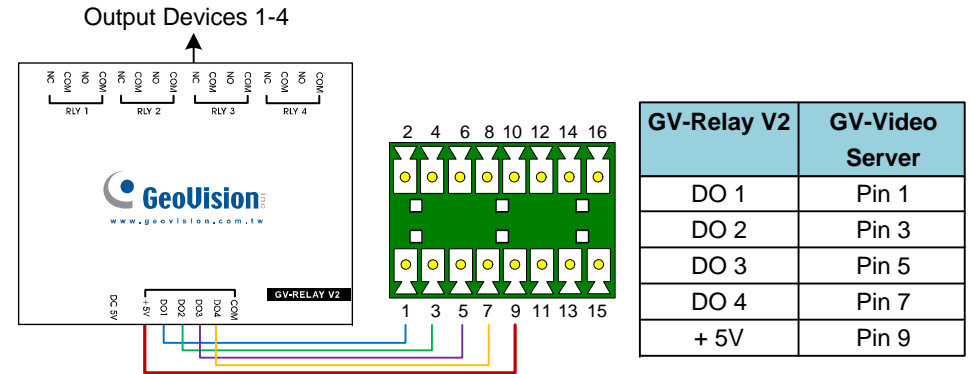 Output Devices 1-4
NC COM NO COM NC COM NO COM NC COM NO COM NC COM NO COM
RLY 1 RLY 2 RLY 3 RLY 4
GeoVision inc
www.geovision.com.tw
GV-RELAY V2
DC 5V +5V DO1 DO2 DO3 DO4 COM
2 4 6 8 10 12 14 16
1 3 5 7 9 11 13 15
GV-Relay V2 GV-Video Server
DO 1 Pin 1
DO 2 Pin 3
DO 3 Pin 5
DO 4 Pin 7
+ 5V Pin 9